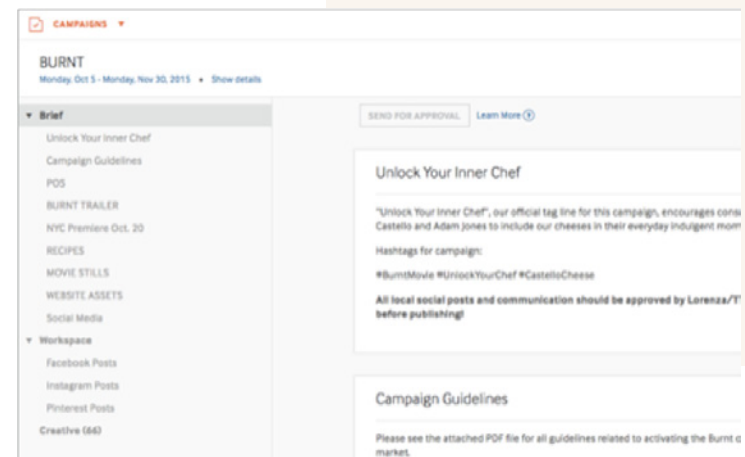 CAMPAIGNS
BURNT
Monday, Oct 5 - Monday, Nov 30, 2015 • Show details
Brief
Unlock Your Inner Chef
Campaign Guidelines
POS
BURNT TRAILER
NYC Premiere Oct. 20
RECIPES
MOVIE STILLS
WEBSITE ASSETS
Social Media
Workspace
Facebook Posts
Instagram Posts
Pinterest Posts
Creative (66)
SEND FOR APPROVAL Learn More
Unlock Your Inner Chef
"Unlock Your Inner Chef", our official tag line for this campaign, encourages
Castello and Adam Jones to include our cheeses in their everyday indulgent
Hashtags for campaign:
#BurntMovie #UnlockYourChef #CastelloCheese
All local social posts and communication should be approved by Lorenza/
before publishing!
Campaign Guidelines
Please see the attached PDF file for all guidelines related to activating the Burnt
market.